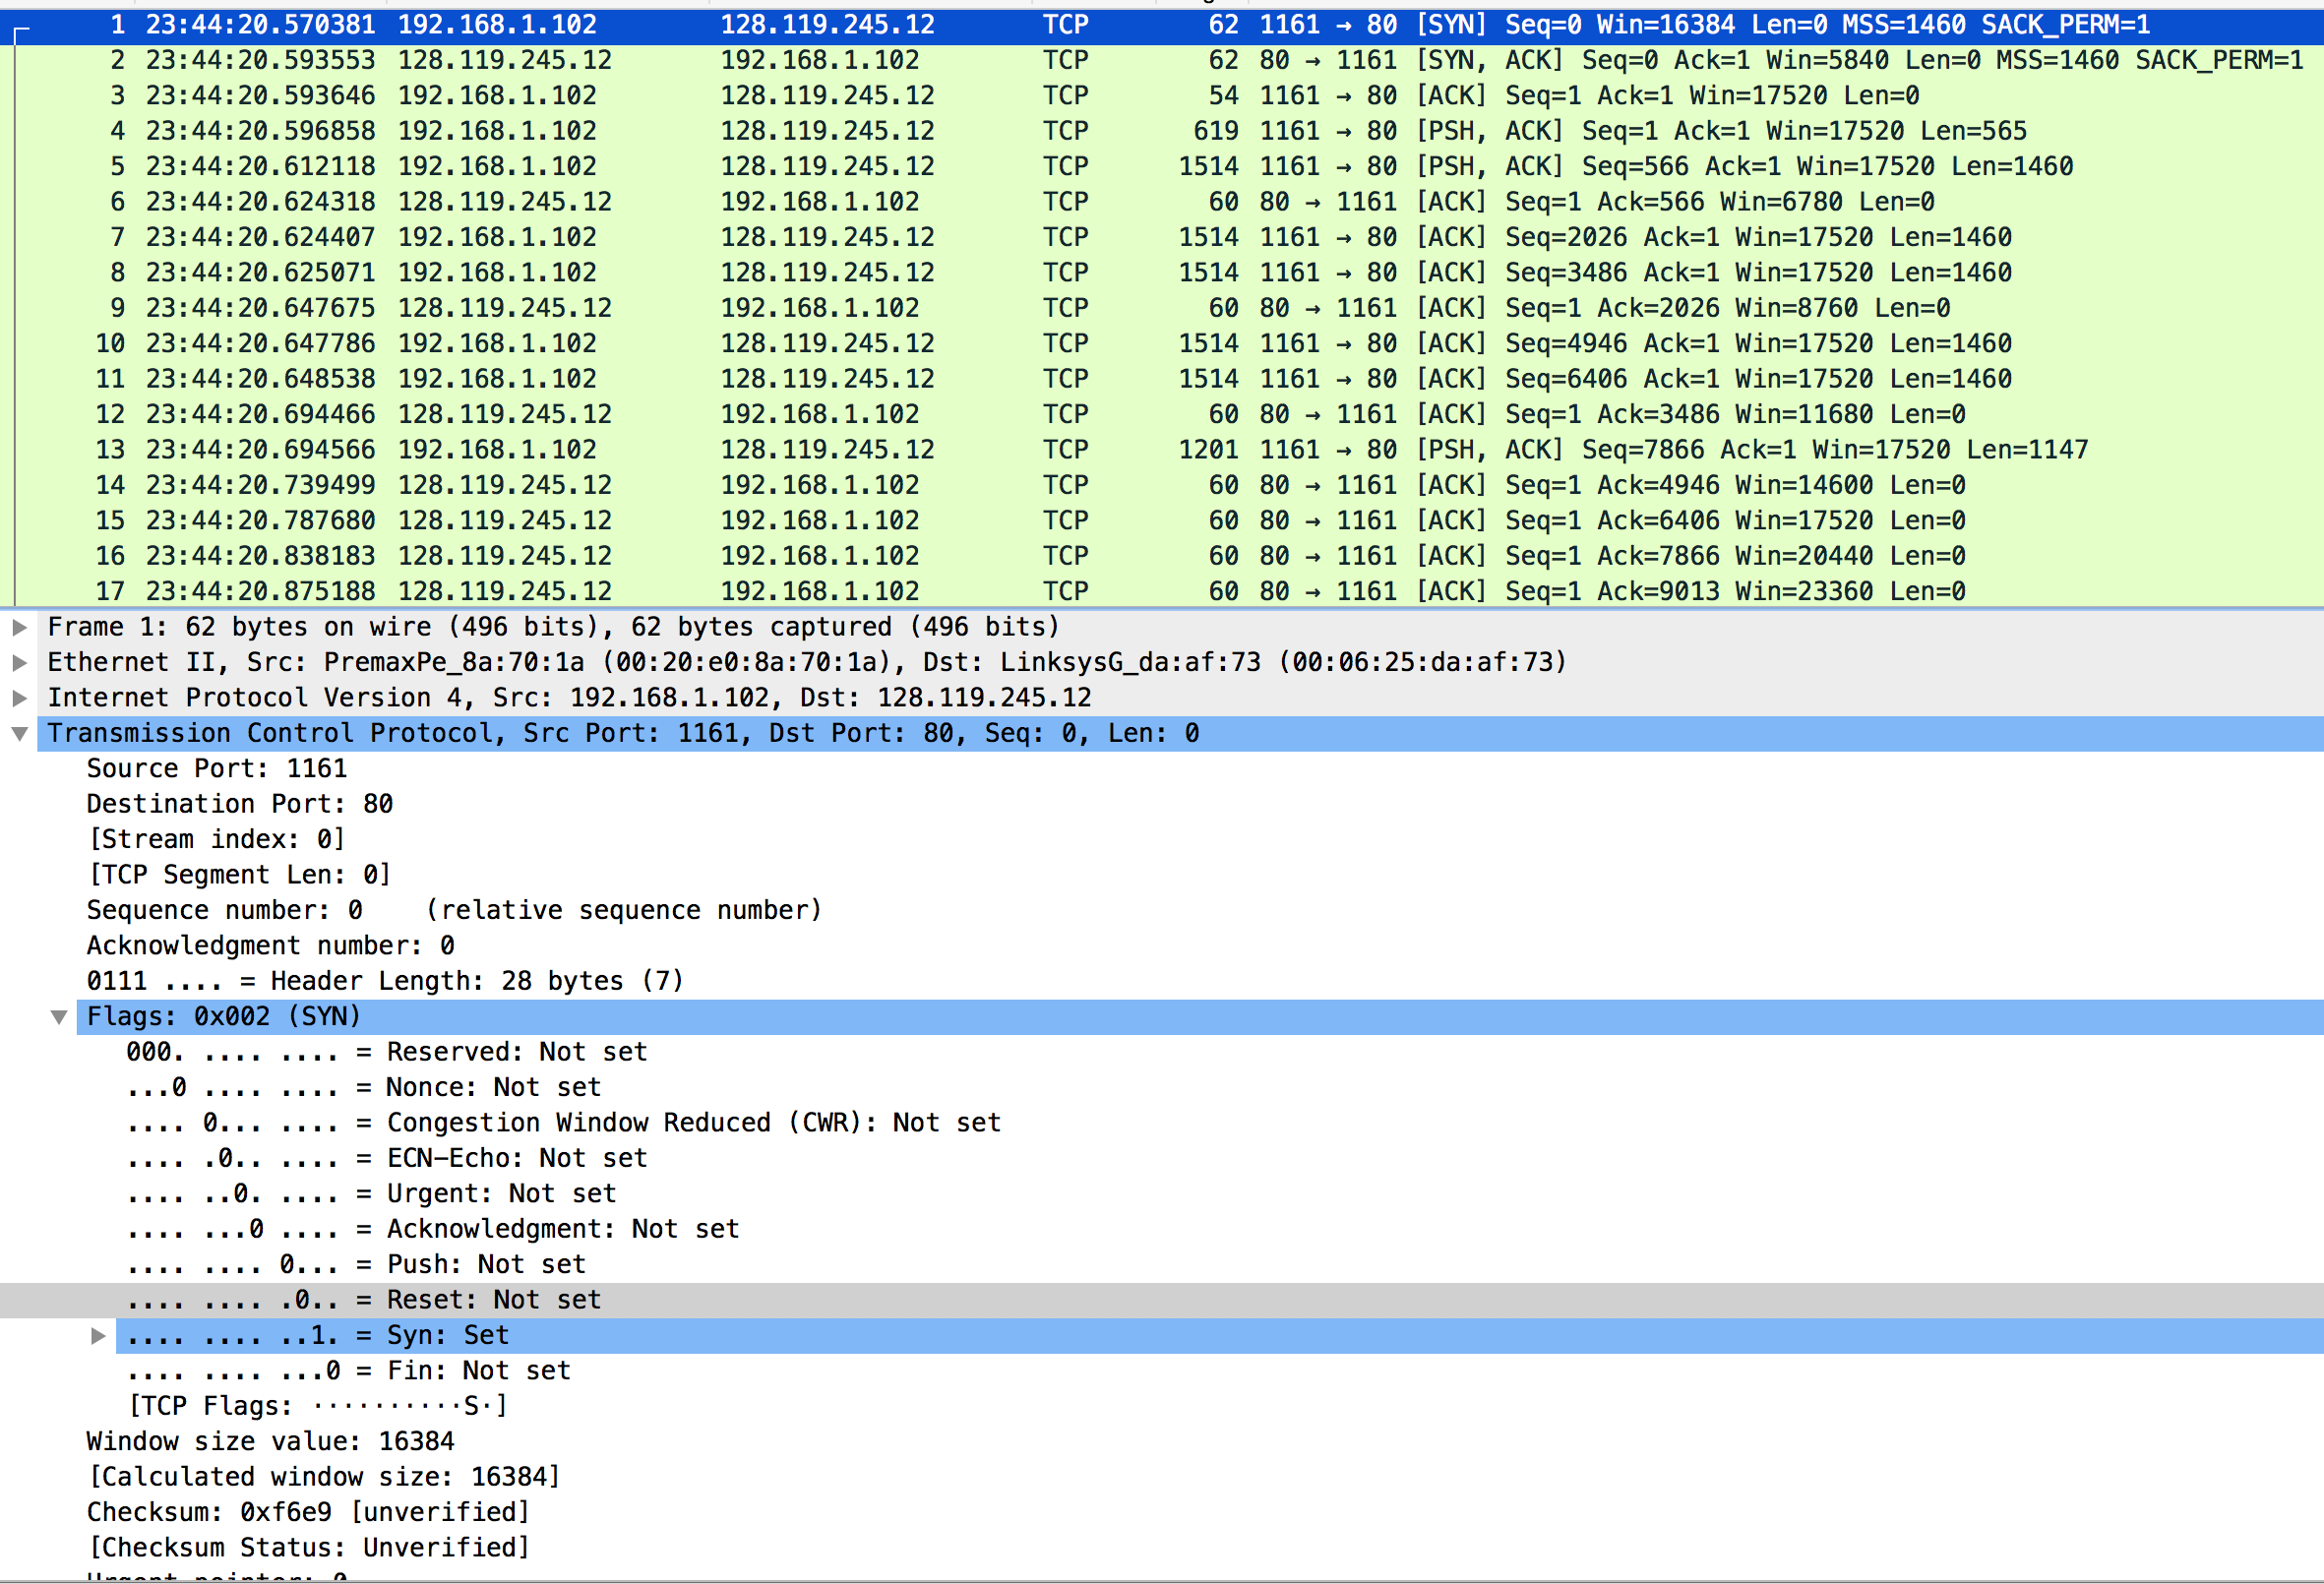 1 23:44:20.570381 192.168.1.102 128.119.245.12 TCP 62 1161 → 80 [SYN] Seq=0 Win=16384 Len=0 MSS=1460 SACK_PERM=1
2 23:44:20.593553 128.119.245.12 192.168.1.102 TCP 62 80 → 1161 [SYN, ACK] Seq=0 Ack=1 Win=5840 Len=0 MSS=1460 SACK_PERM=1
3 23:44:20.593646 192.168.1.102 128.119.245.12 TCP 54 1161 → 80 [ACK] Seq=1 Ack=1 Win=17520 Len=0
4 23:44:20.596858 192.168.1.102 128.119.245.12 TCP 619 1161 → 80 [PSH, ACK] Seq=1 Ack=1 Win=17520 Len=565
5 23:44:20.612118 192.168.1.102 128.119.245.12 TCP 1514 1161 → 80 [PSH, ACK] Seq=566 Ack=1 Win=17520 Len=1460
6 23:44:20.624318 128.119.245.12 192.168.1.102 TCP 60 80 → 1161 [ACK] Seq=1 Ack=566 Win=6780 Len=0
7 23:44:20.624407 192.168.1.102 128.119.245.12 TCP 1514 1161 → 80 [ACK] Seq=2026 Ack=1 Win=17520 Len=1460
8 23:44:20.625071 192.168.1.102 128.119.245.12 TCP 1514 1161 → 80 [ACK] Seq=3486 Ack=1 Win=17520 Len=1460
9 23:44:20.647675 128.119.245.12 192.168.1.102 TCP 60 80 → 1161 [ACK] Seq=1 Ack=2026 Win=8760 Len=0
10 23:44:20.647786 192.168.1.102 128.119.245.12 TCP 1514 1161 → 80 [ACK] Seq=4946 Ack=1 Win=17520 Len=1460
11 23:44:20.648538 192.168.1.102 128.119.245.12 TCP 1514 1161 → 80 [ACK] Seq=6406 Ack=1 Win=17520 Len=1460
12 23:44:20.694466 128.119.245.12 192.168.1.102 TCP 60 80 → 1161 [ACK] Seq=1 Ack=3486 Win=11680 Len=0
13 23:44:20.694566 192.168.1.102 128.119.245.12 TCP 1201 1161 → 80 [PSH, ACK] Seq=7866 Ack=1 Win=17520 Len=1147
14 23:44:20.739499 128.119.245.12 192.168.1.102 TCP 60 80 → 1161 [ACK] Seq=1 Ack=4946 Win=14600 Len=0
15 23:44:20.787680 128.119.245.12 192.168.1.102 TCP 60 80 → 1161 [ACK] Seq=1 Ack=6406 Win=17520 Len=0
16 23:44:20.838183 128.119.245.12 192.168.1.102 TCP 60 80 → 1161 [ACK] Seq=1 Ack=7866 Win=20440 Len=0
17 23:44:20.875188 128.119.245.12 192.168.1.102 TCP 60 80 → 1161 [ACK] Seq=1 Ack=9013 Win=23360 Len=0
Frame 1: 62 bytes on wire (496 bits), 62 bytes captured (496 bits)
Ethernet II, Src: PremaxPe_8a:70:1a (00:20:e0:8a:70:1a), Dst: LinksysG_da:af:73 (00:06:25:da:af:73)
Internet Protocol Version 4, Src: 192.168.1.102, Dst: 128.119.245.12
Transmission Control Protocol, Src Port: 1161, Dst Port: 80, Seq: 0, Len: 0
Source Port: 1161
Destination Port: 80
[Stream index: 0]
[TCP Segment Len: 0]
Sequence number: 0 (relative sequence number)
Acknowledgment number: 0
0111 .... = Header Length: 28 bytes (7)
Flags: 0x002 (SYN)
000. .... .... = Reserved: Not set
...0 .... .... = Nonce: Not set
.... 0... .... = Congestion Window Reduced (CWR): Not set
.... .0.. .... = ECN-Echo: Not set
.... ..0. .... = Urgent: Not set
.... ...0 .... = Acknowledgment: Not set
.... .... 0... = Push: Not set
.... .... .0.. = Reset: Not set
.... .... ..1. = Syn: Set
.... .... ...0 = Fin: Not set
[TCP Flags: ··········S·]
Window size value: 16384
[Calculated window size: 16384]
Checksum: 0xf6e9 [unverified]
[Checksum Status: Unverified]
Urgent pointer: 0